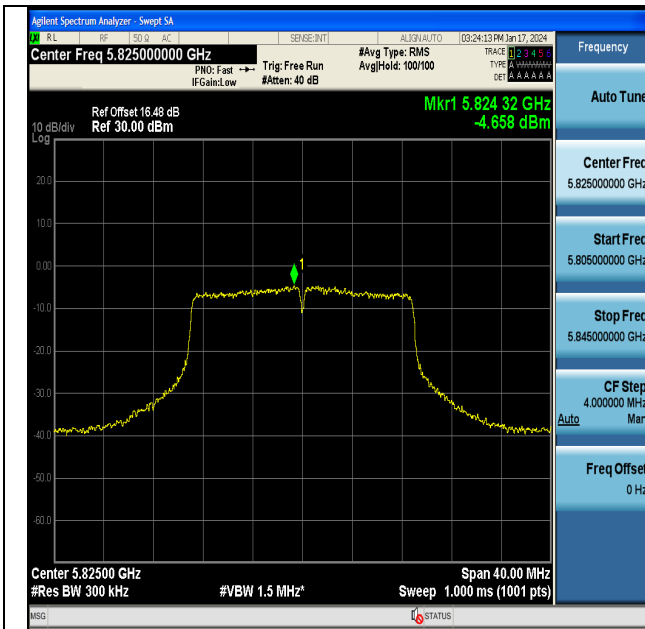 Agilent Spectrum Analyzer - Swept SA
LXI RL RF 50 Ω AC SENSE:INT ALIGNAUTO 03:24:13 PM Jan 17, 2024
Center Freq 5.825000000 GHz
#Avg Type: RMS
TRACE 1 2 3 4 5 6
PNO: Fast
Trig: Free Run
Avg|Hold: 100/100
TYPE A
IFGain:Low
#Atten: 40 dB
DET A A A A A A
Mkr1 5.824 32 GHz
-4.658 dBm
Ref Offset 16.48 dB
10 dB/div Ref 30.00 dBm
Log
20.0
10.0
0.00
-10.0
-20.0
-30.0
-40.0
-50.0
-60.0
1
Center 5.82500 GHz
Span 40.00 MHz
#Res BW 300 kHz
#VBW 1.5 MHz*
Sweep 1.000 ms (1001 pts)
MSG
STATUS
Frequency
Auto Tune
Center Freq
5.825000000 GHz
Start Freq
5.805000000 GHz
Stop Freq
5.845000000 GHz
CF Step
4.000000 MHz
Auto Man
Freq Offset
0 Hz